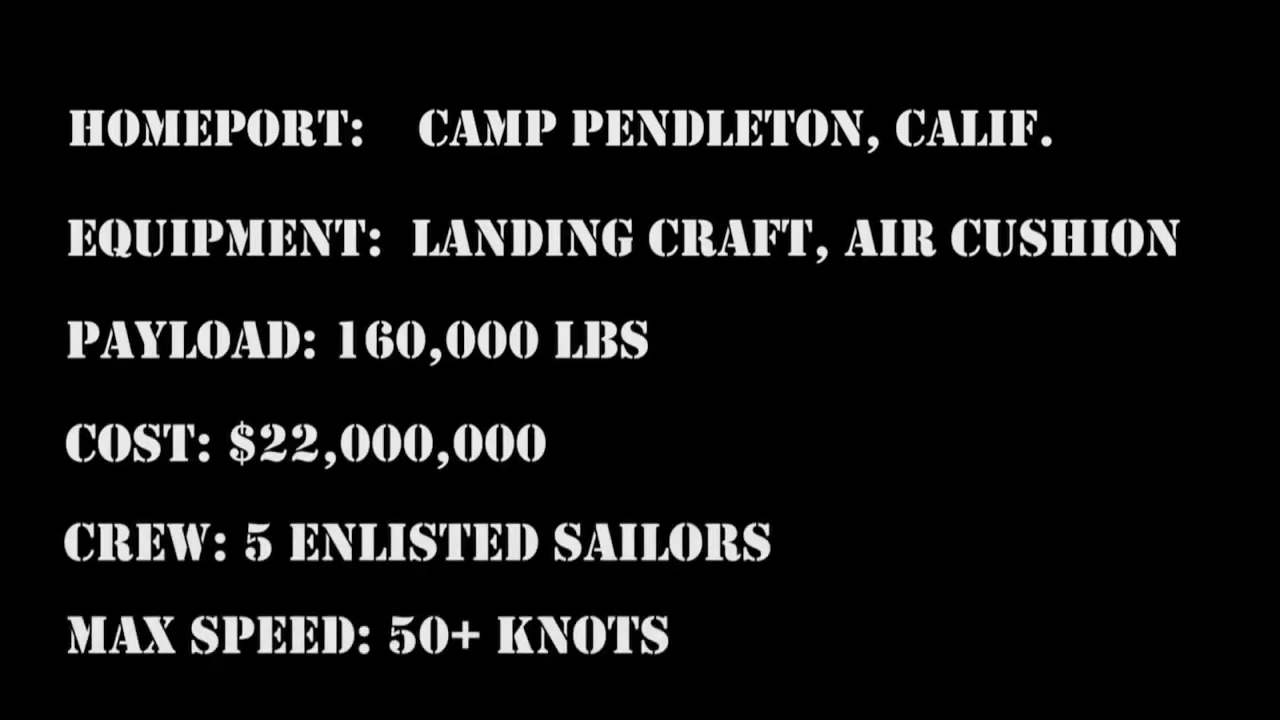 HOMEPORT: CAMP PENDLETON, CALIF.
EQUIPMENT: LANDING CRAFT, AIR CUSHION
PAYLOAD: 160,000 LBS
COST: $22,000,000
CREW: 5 ENLISTED SAILORS
MAX SPEED: 50+ KNOTS